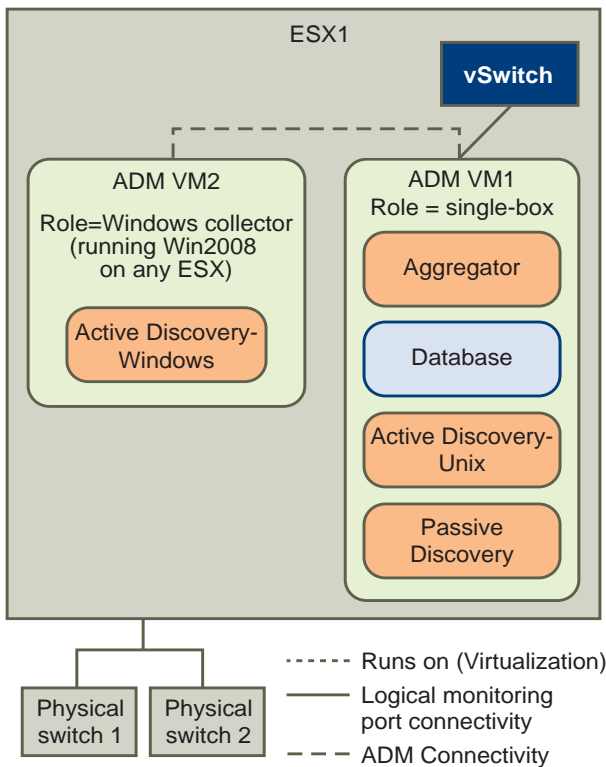 ESX1
vSwitch
ADM VM2
Role=Windows collector
(running Win2008
on any ESX)
Active Discovery-
Windows
ADM VM1
Role = single-box
Aggregator
Database
Active Discovery-
Unix
Passive
Discovery
Physical
switch 1
Physical
switch 2
Runs on (Virtualization)
Logical monitoring
port connectivity
ADM Connectivity